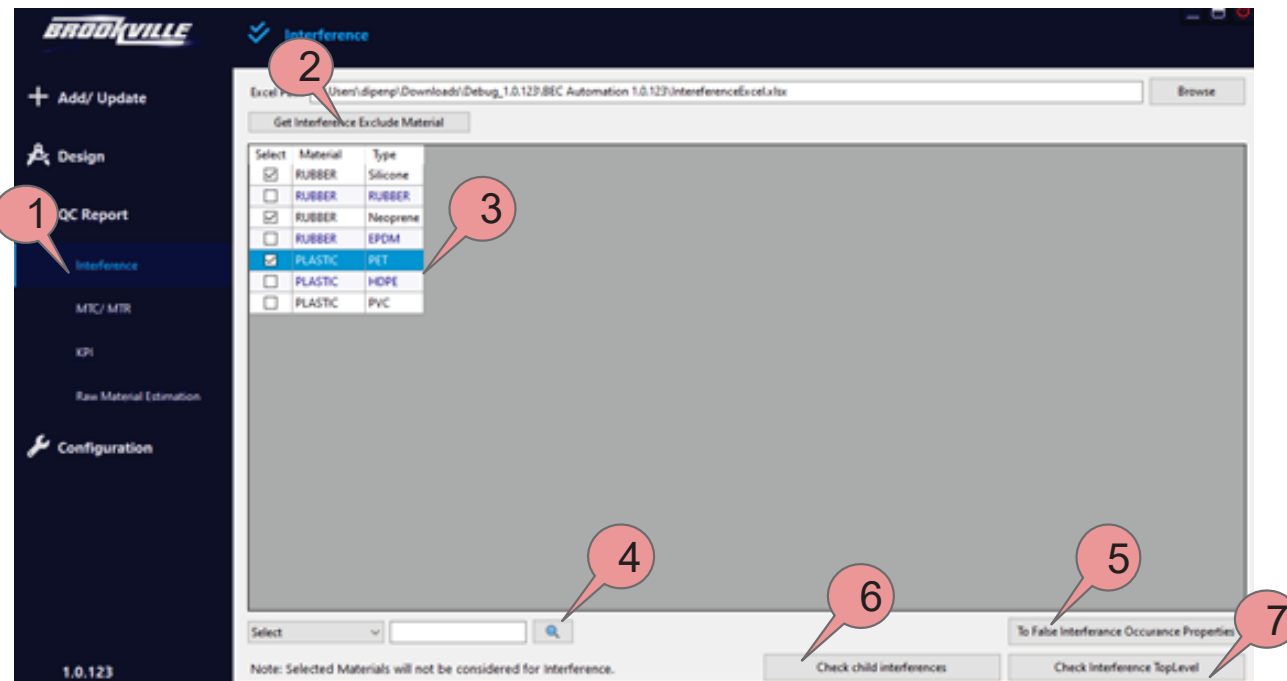 BROOKVILLE
Interference
2
+ Add/ Update
Excel P Users\dipenp\Downloads\Debug_1.0.123\BEC Automation 1.0.123\IntereferenceExcel.xlsx Browse
Get Interference Exclude Material
Design
Select Material Type
RUBBER Silicone
RUBBER RUBBER
3
1 QC Report
RUBBER Neoprene
RUBBER EPDM
Interference
PLASTIC PET
PLASTIC HDPE
PLASTIC PVC
MTC/ MTR
KPI
Raw Material Estimation
Configuration
4
5
6
7
Select
To False Interferance Occurance Properties
Note: Selected Materials will not be considered for Interference.
Check child interferences
Check Interference TopLevel
1.0.123